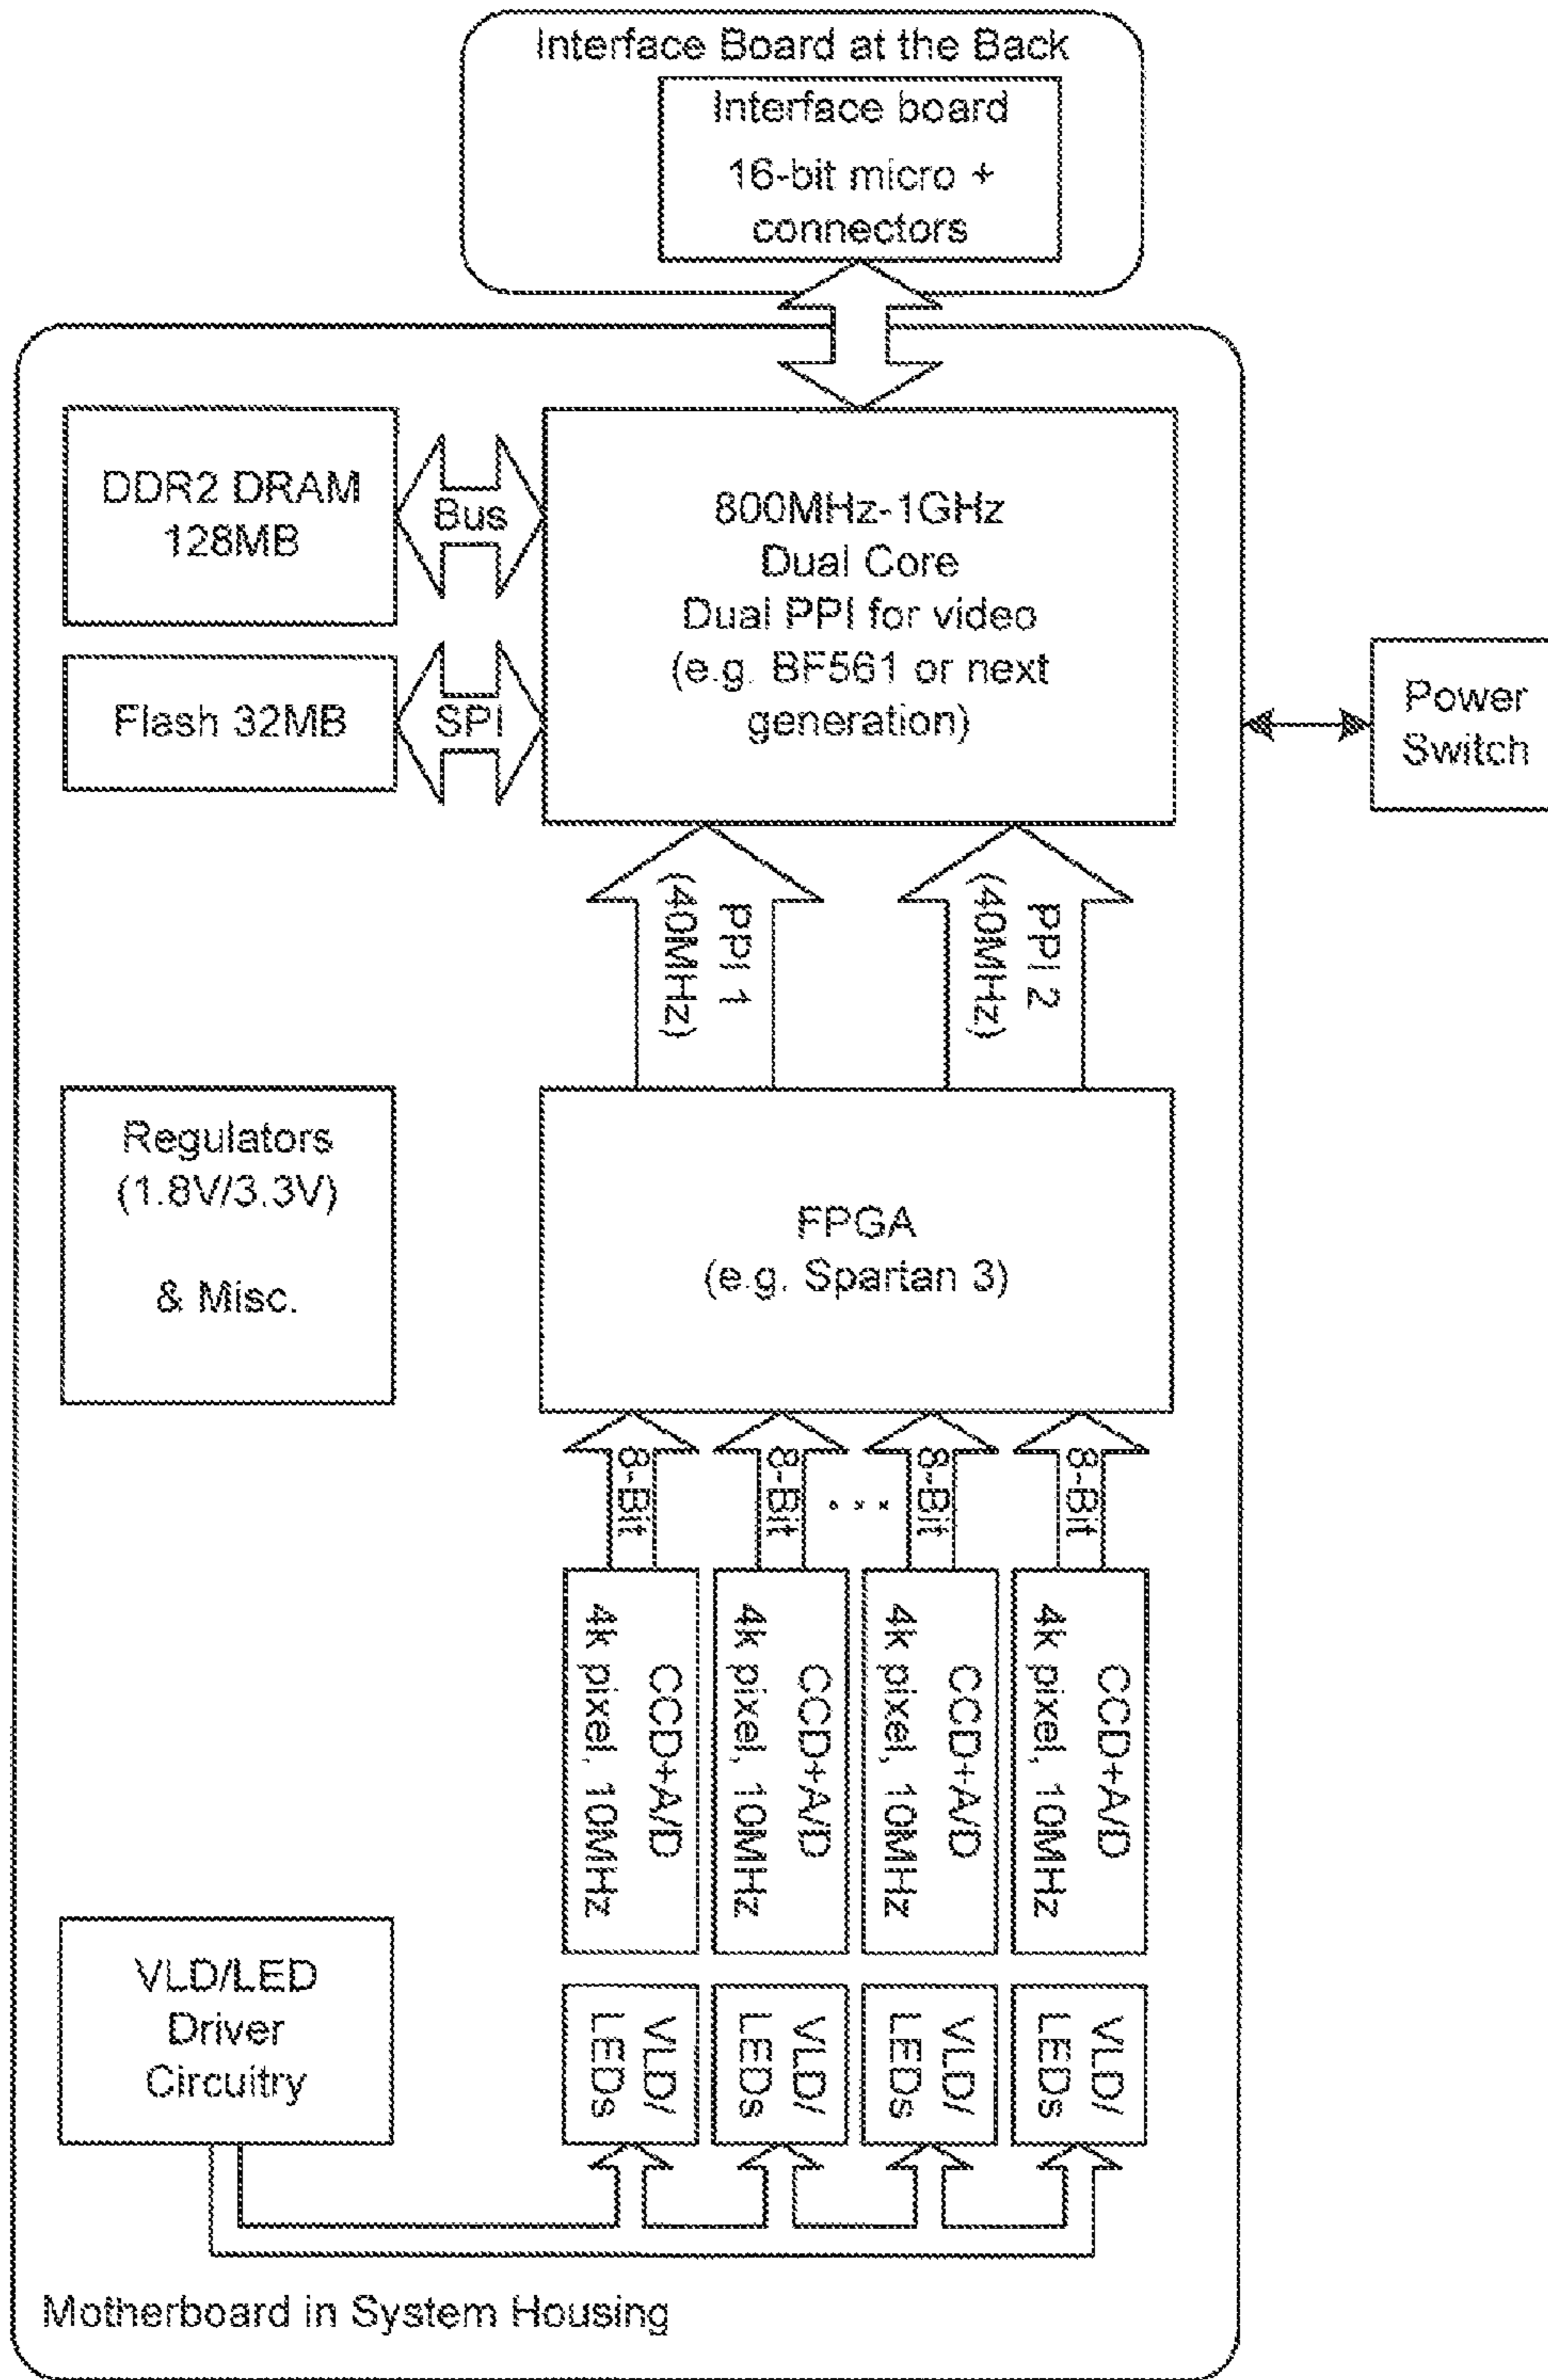 Interface Board at the Back
Interface board
16-bit micro +
connectors
DDR2 DRAM
128MB
Bus
800MHz-1GHz
Dual Core
Dual PPI for video
(e.g. BF561 or next
generation)
Flash 32MB
SPI
Power
Switch
PPI 1
(40MHz)
PPI 2
(40MHz)
Regulators
(1.8V/3.3V)
& Misc.
FPGA
(e.g. Spartan 3)
8-Bit
8-Bit
...
8-Bit
8-Bit
CCD+A/D
4k pixel, 10MHz
CCD+A/D
4k pixel, 10MHz
CCD+A/D
4k pixel, 10MHz
CCD+A/D
4k pixel, 10MHz
VLD/LED
Driver
Circuitry
VLD/
LEDs
VLD/
LEDs
VLD/
LEDs
VLD/
LEDs
Motherboard in System Housing